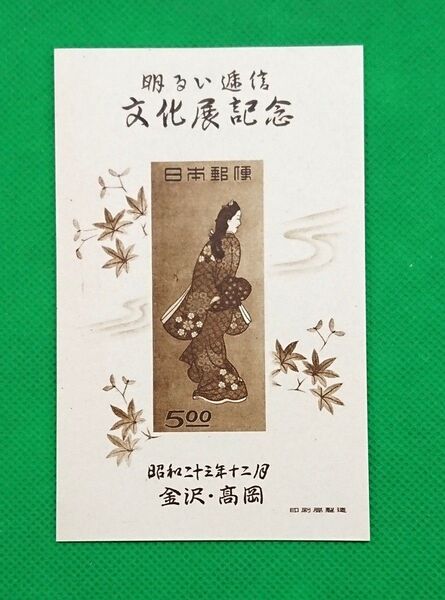 明るい逓信
文化展記念
日本郵便
5.00
昭和二十三年十二月
金沢・高岡
印刷局製造